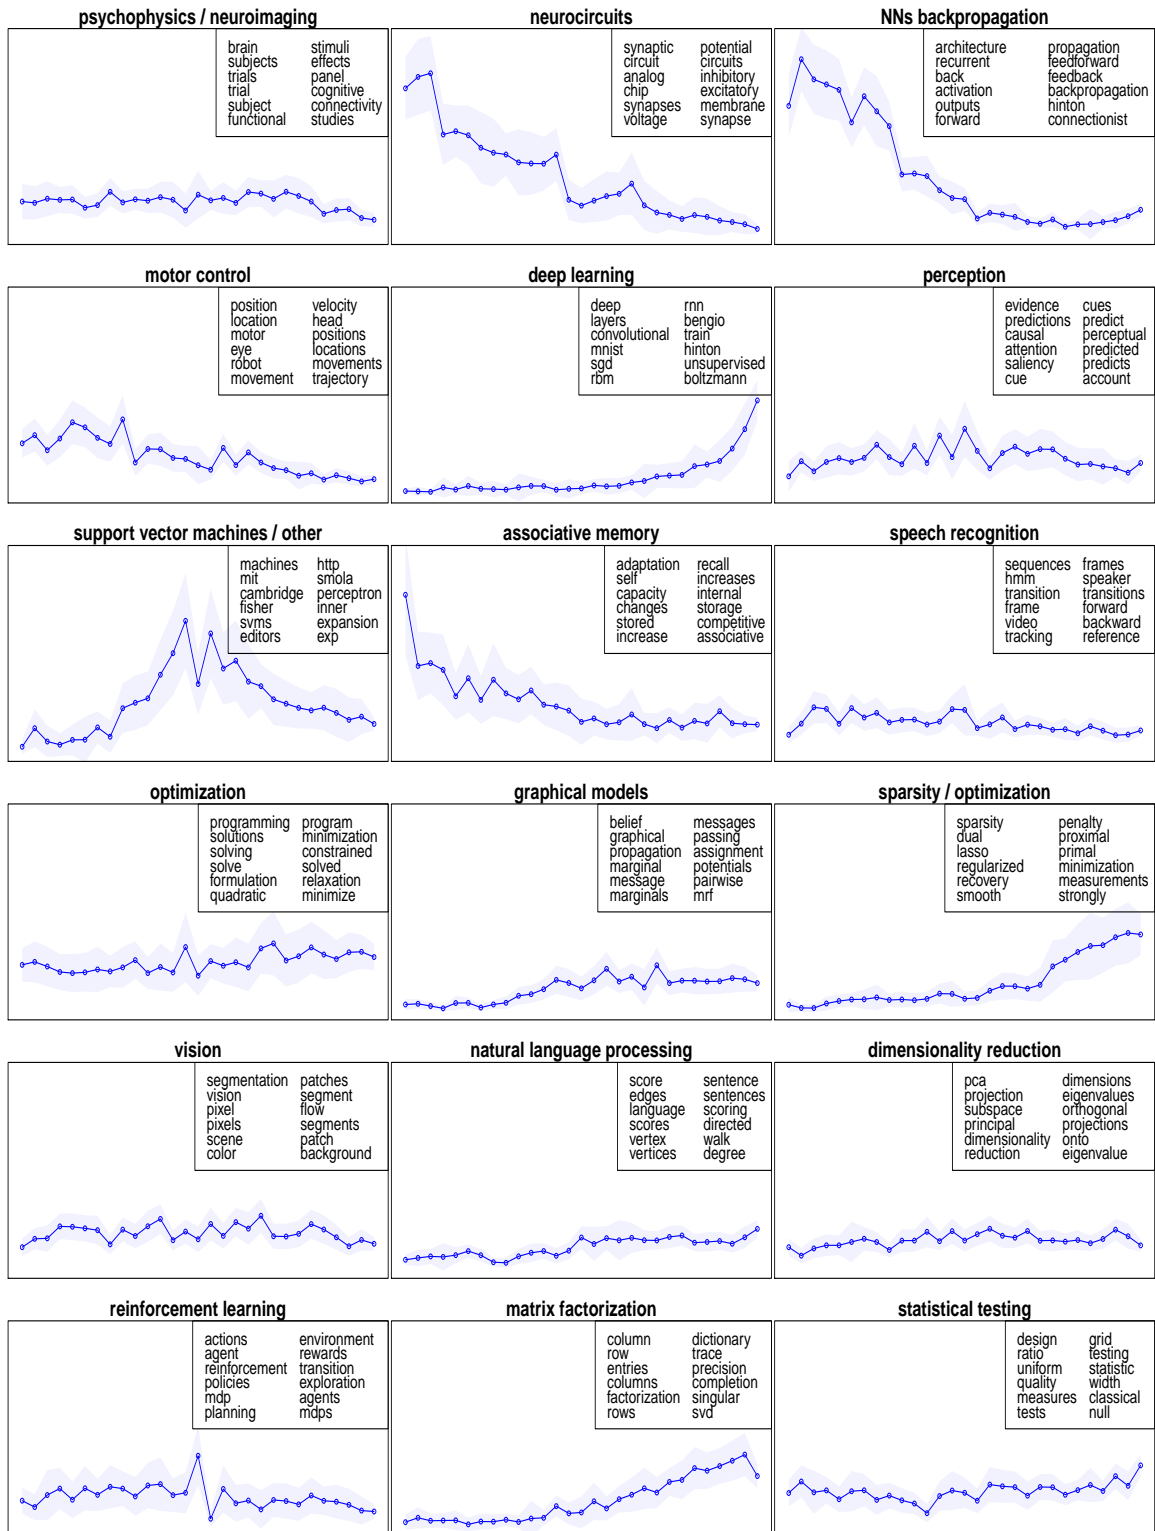 psychophysics / neuroimaging
brain stimuli
subjects effects
trials panel
trial cognitive
subject connectivity
functional studies
neurocircuits
synaptic potential
circuit circuits
analog inhibitory
chip excitatory
synapses membrane
voltage synapse
NNs backpropagation
architecture propagation
recurrent feedforward
back feedback
activation backpropagation
outputs hinton
forward connectionist
motor control
position velocity
location head
motor positions
eye locations
robot movements
movement trajectory
deep learning
deep rnn
layers bengio
convolutional train
mnist hinton
sgd unsupervised
rbm boltzmann
perception
evidence cues
predictions predict
causal perceptual
attention predicted
saliency predicts
cue account
support vector machines / other
machines http
mit smola
cambridge perceptron
fisher inner
svms expansion
editors exp
associative memory
adaptation recall
self increases
capacity internal
changes storage
stored competitive
increase associative
speech recognition
sequences frames
hmm speaker
transition transitions
frame forward
video backward
tracking reference
optimization
programming program
solutions minimization
solving constrained
solve solved
formulation relaxation
quadratic minimize
graphical models
belief messages
graphical passing
propagation assignment
marginal potentials
message pairwise
marginals mrf
sparsity / optimization
sparsity penalty
dual proximal
lasso primal
regularized minimization
recovery measurements
smooth strongly
vision
segmentation patches
vision segment
pixel flow
pixels segments
scene patch
color background
natural language processing
score sentence
edges sentences
language scoring
scores directed
vertex walk
vertices degree
dimensionality reduction
pca dimensions
projection eigenvalues
subspace orthogonal
principal projections
dimensionality onto
reduction eigenvalue
reinforcement learning
actions environment
agent rewards
reinforcement transition
policies exploration
mdp agents
planning mdps
matrix factorization
column dictionary
row trace
entries precision
columns completion
factorization singular
rows svd
statistical testing
design grid
ratio testing
uniform statistic
quality width
measures classical
tests null